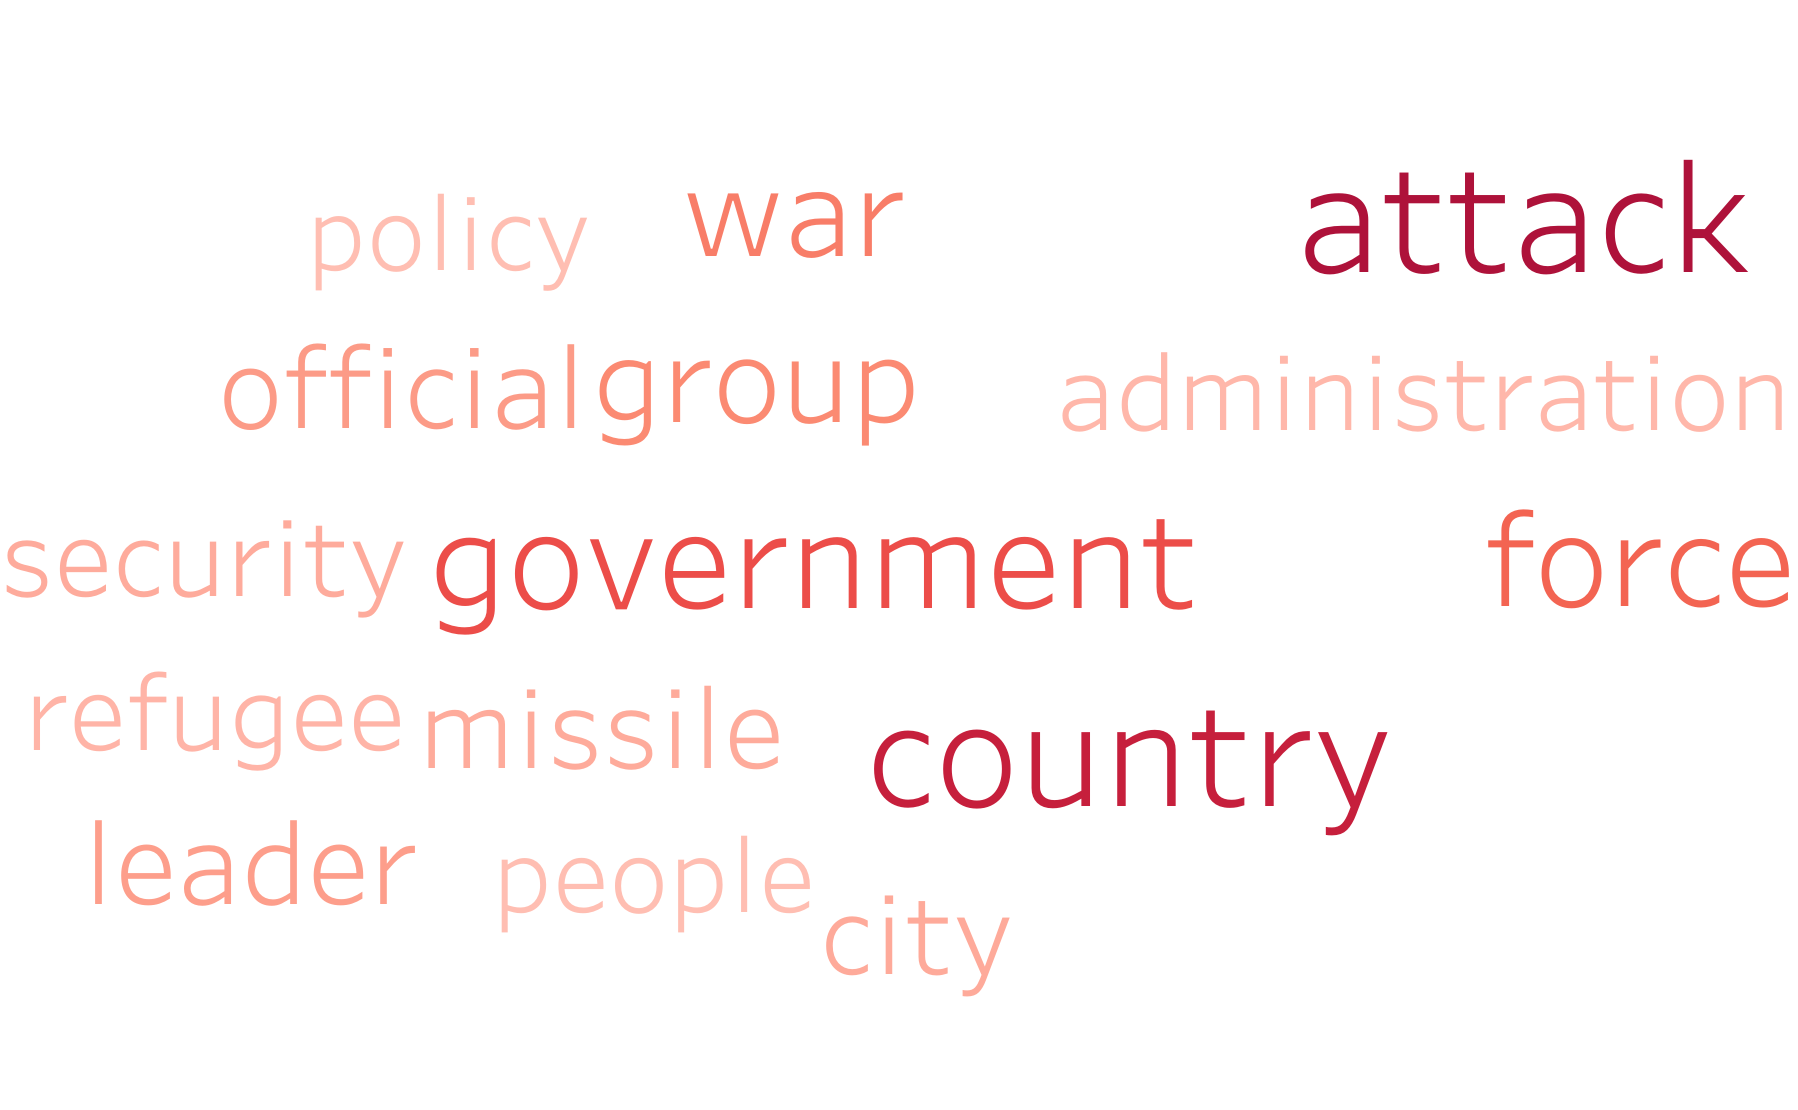 policy war attack
official group administration
security government force
refugee missile country
leader people city